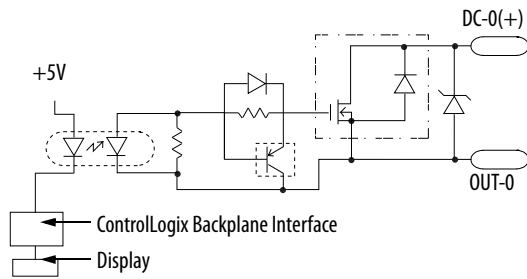 DC-0(+)
+5V
OUT-0
ControlLogix Backplane Interface
Display